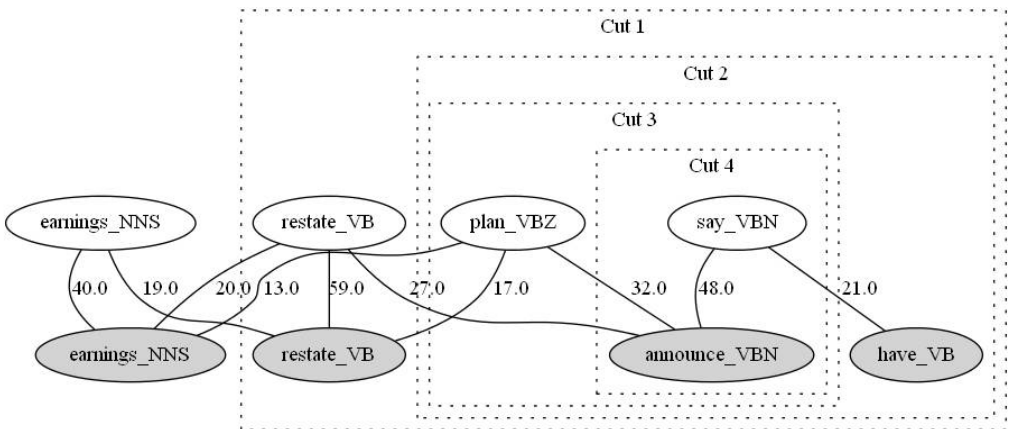 Cut 1
Cut 2
Cut 3
Cut 4
earnings_NNS restate_VB plan_VBZ say_VBN
40.0 19.0 20.0 13.0 59.0 27.0 17.0 32.0 48.0 21.0
earnings_NNS restate_VB announce_VBN have_VB